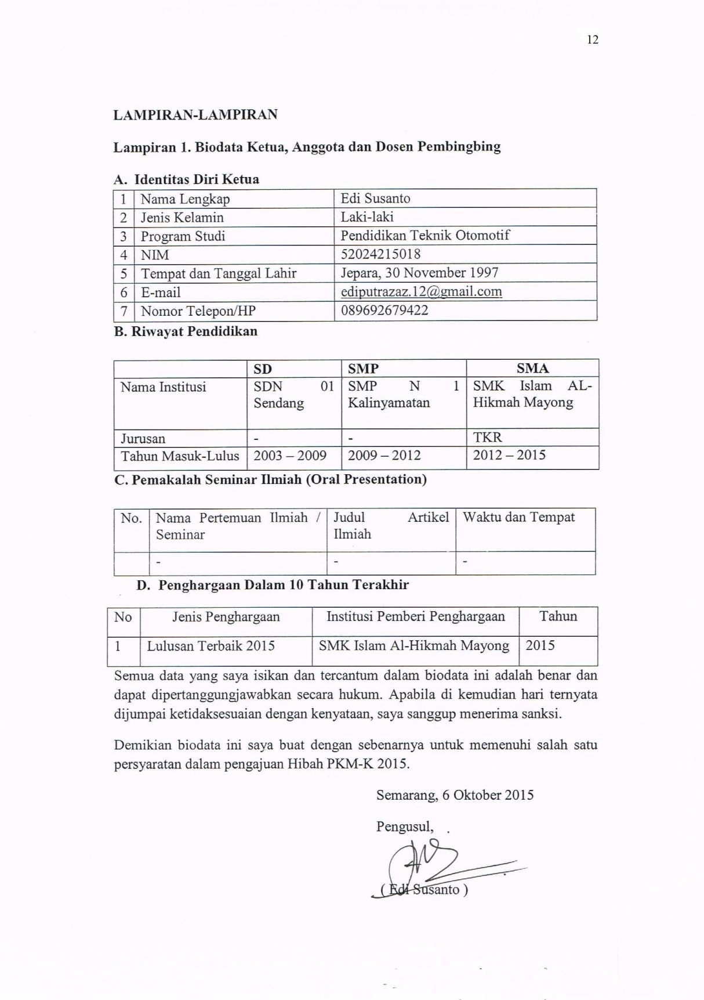 12
LAMPIRAN-LAMPIRAN
Lampiran 1. Biodata Ketua, Anggota dan Dosen Pembingbing
A. Identitas Diri Ketua
1 Nama Lengkap Edi Susanto
2 Jenis Kelamin Laki-laki
3 Program Studi Pendidikan Teknik Otomotif
4 NIM 52024215018
5 Tempat dan Tanggal Lahir Jepara, 30 November 1997
6 E-mail ediputrazaz.12@gmail.com
7 Nomor Telepon/HP 089692679422
B. Riwayat Pendidikan
SD SMP SMA
Nama Institusi SDN 01 SMP N 1 SMK Islam AL-
Sendang Kalinyamatan Hikmah Mayong
Jurusan - - TKR
Tahun Masuk-Lulus 2003 – 2009 2009 – 2012 2012 – 2015
C. Pemakalah Seminar Ilmiah (Oral Presentation)
No. Nama Pertemuan Ilmiah / Judul Artikel Waktu dan Tempat
Seminar Ilmiah
- - -
D. Penghargaan Dalam 10 Tahun Terakhir
No Jenis Penghargaan Institusi Pemberi Penghargaan Tahun
1 Lulusan Terbaik 2015 SMK Islam Al-Hikmah Mayong 2015
Semua data yang saya isikan dan tercantum dalam biodata ini adalah benar dan
dapat dipertanggungjawabkan secara hukum. Apabila di kemudian hari ternyata
dijumpai ketidaksesuaian dengan kenyataan, saya sanggup menerima sanksi.
Demikian biodata ini saya buat dengan sebenarnya untuk memenuhi salah satu
persyaratan dalam pengajuan Hibah PKM-K 2015.
Semarang, 6 Oktober 2015
Pengusul,
( Edi Susanto )